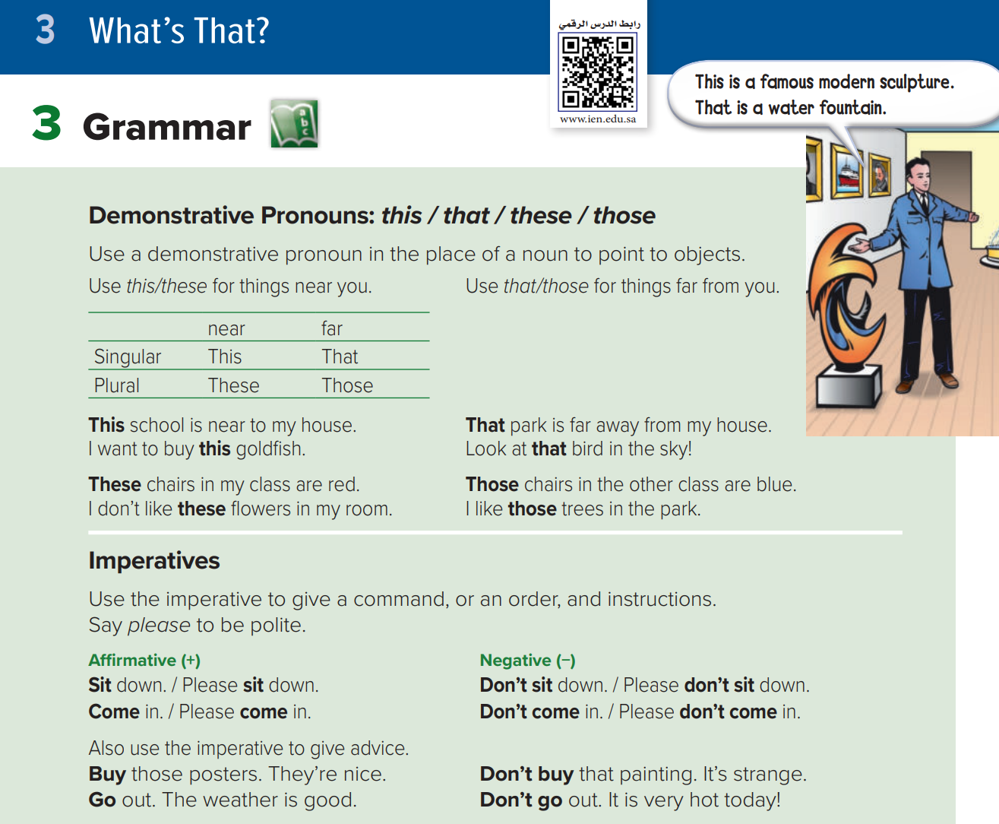 3 What's That?
رابط الدرس الرقمي
www.ien.edu.sa
This is a famous modern sculpture.
That is a water fountain.
3 Grammar
a
b
c
Demonstrative Pronouns: this / that / these / those
Use a demonstrative pronoun in the place of a noun to point to objects.
Use this/these for things near you.
Use that/those for things far from you.
near far
Singular This That
Plural These Those
This school is near to my house.
I want to buy this goldfish.
That park is far away from my house.
Look at that bird in the sky!
These chairs in my class are red.
I don't like these flowers in my room.
Those chairs in the other class are blue.
I like those trees in the park.
Imperatives
Use the imperative to give a command, or an order, and instructions.
Say please to be polite.
Affirmative (+)
Sit down. / Please sit down.
Come in. / Please come in.
Negative (–)
Don't sit down. / Please don't sit down.
Don't come in. / Please don't come in.
Also use the imperative to give advice.
Buy those posters. They're nice.
Go out. The weather is good.
Don't buy that painting. It's strange.
Don't go out. It is very hot today!